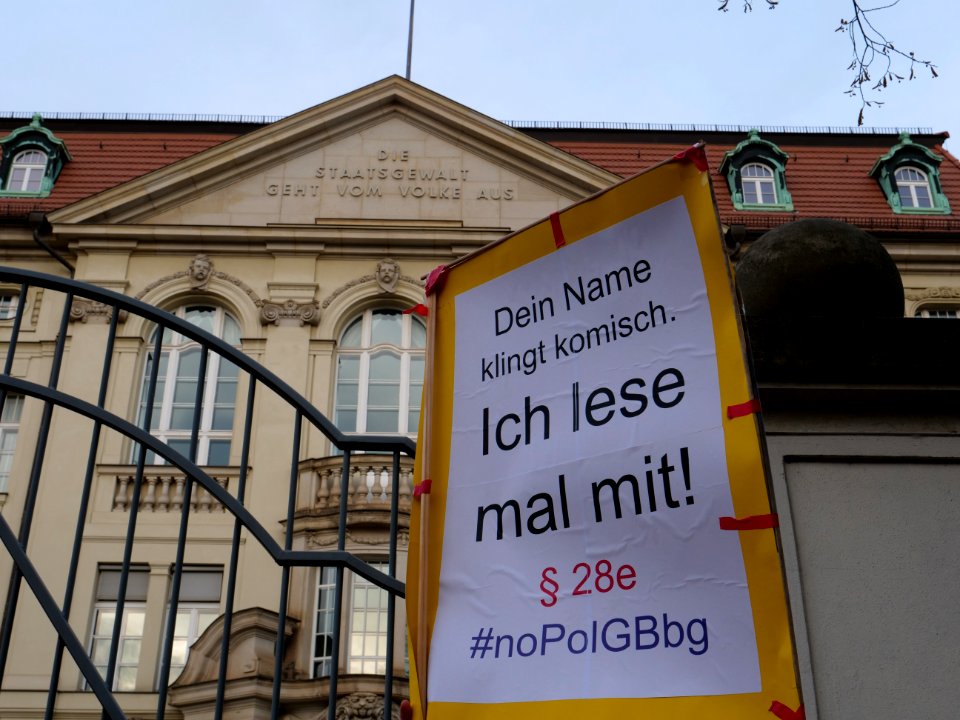 DIE
STAATSGEWALT
GEHT VOM VOLKE AUS
Dein Name
klingt komisch.
Ich lese
mal mit!
§ 28e
#noPolGBbg